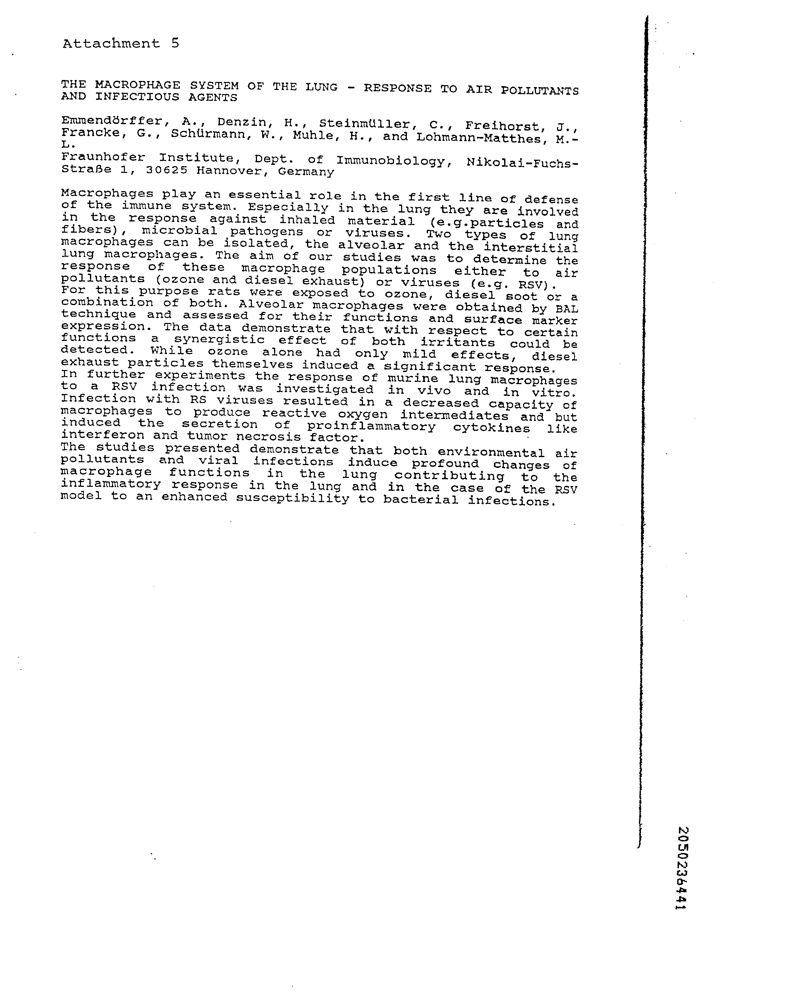 Attachment 5
THE MACROPHAGE SYSTEM OF THE LUNG - RESPONSE TO AIR POLLUTANTS
AND INFECTIOUS AGENTS
Emmendörffer, A., Denzin, H., Steinmüller, C., Freihorst, J.,
Francke, G., Schürmann, W., Muhle, H., and Lohmann-Matthes, M.-
L.
Fraunhofer Institute, Dept. of Immunobiology, Nikolai-Fuchs-
Straße 1, 30625 Hannover, Germany
Macrophages play an essential role in the first line of defense
of the immune system. Especially in the lung they are involved
in the response against inhaled material (e.g.particles and
fibers), microbial pathogens or viruses. Two types of lung
macrophages can be isolated, the alveolar and the interstitial
lung macrophages. The aim of our studies was to determine the
response of these macrophage populations either to air
pollutants (ozone and diesel exhaust) or viruses (e.g. RSV).
For this purpose rats were exposed to ozone, diesel soot or a
combination of both. Alveolar macrophages were obtained by BAL
technique and assessed for their functions and surface marker
expression. The data demonstrate that with respect to certain
functions a synergistic effect of both irritants could be
detected. While ozone alone had only mild effects, diesel
exhaust particles themselves induced a significant response.
In further experiments the response of murine lung macrophages
to a RSV infection was investigated in vivo and in vitro.
Infection with RS viruses resulted in a decreased capacity of
macrophages to produce reactive oxygen intermediates and but
induced the secretion of proinflammatory cytokines like
interferon and tumor necrosis factor.
The studies presented demonstrate that both environmental air
pollutants and viral infections induce profound changes of
macrophage functions in the lung contributing to the
inflammatory response in the lung and in the case of the RSV
model to an enhanced susceptibility to bacterial infections.
2050236441